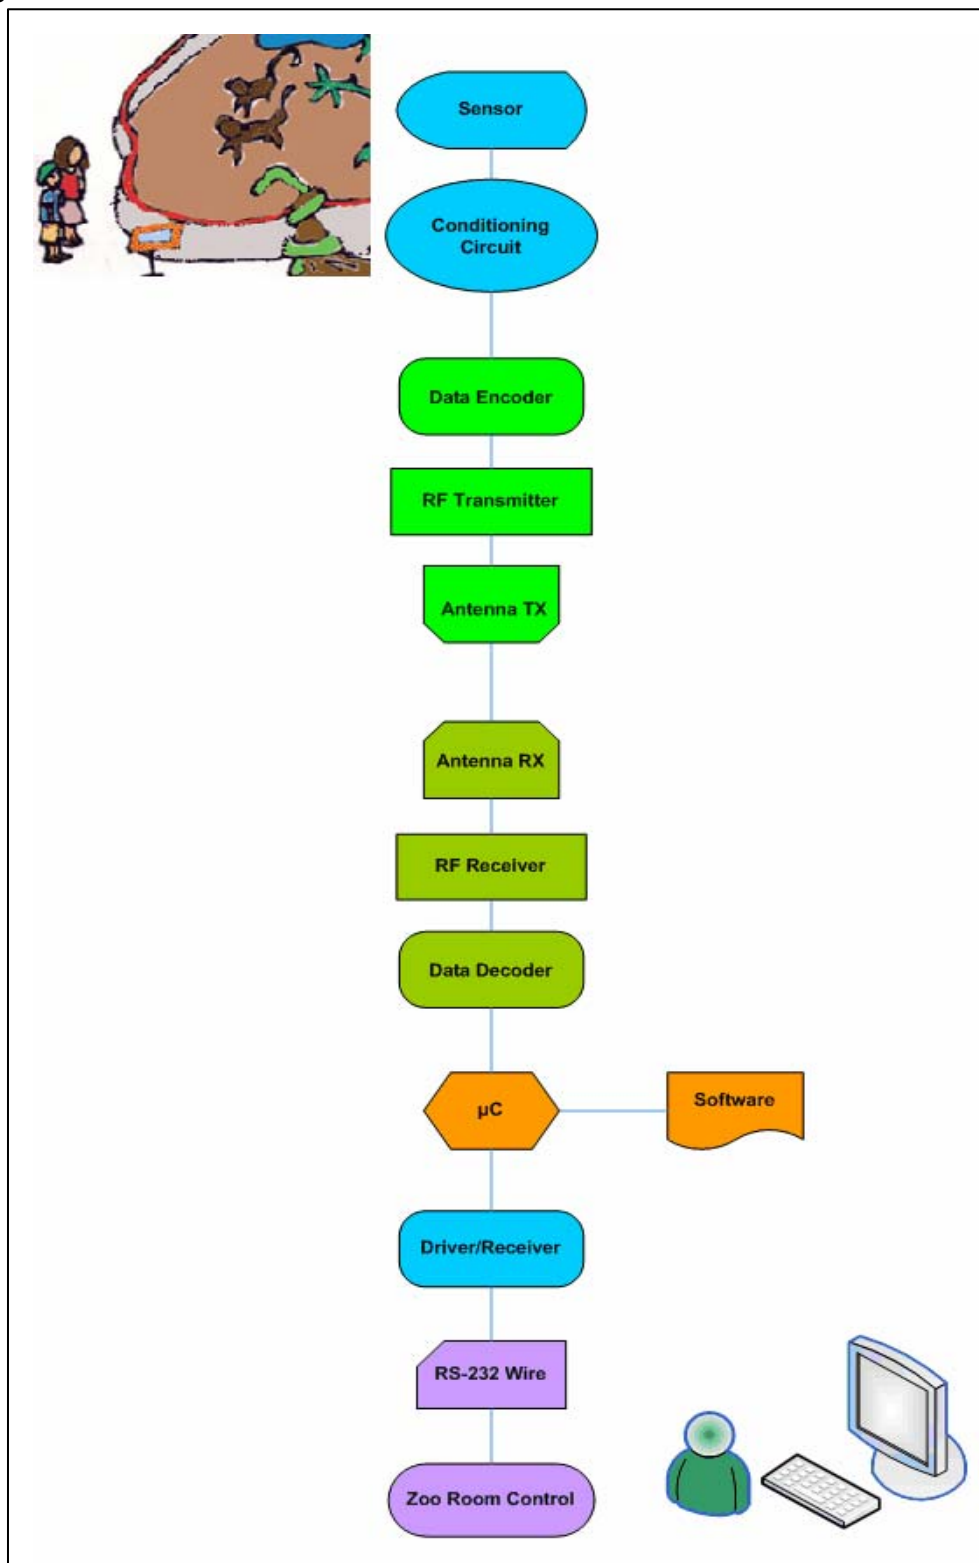 Sensor
Conditioning
Circuit
Data Encoder
RF Transmitter
Antenna TX
Antenna RX
RF Receiver
Data Decoder
µC
Software
Driver/Receiver
RS-232 Wire
Zoo Room Control